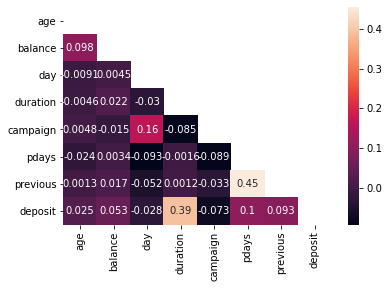 age
balance 0.098
day -0.0091 0.0045
duration -0.0046 0.022 -0.03
campaign 0.0048 -0.015 0.16 -0.085
pdays -0.024 0.0034 -0.093 -0.0016 -0.089
previous 0.0013 0.017 -0.052 0.0012 -0.033 0.45
deposit 0.025 0.053 -0.028 0.39 -0.073 0.1 0.093
age balance day duration campaign pdays previous deposit
0.4
0.3
0.2
0.1
0.0